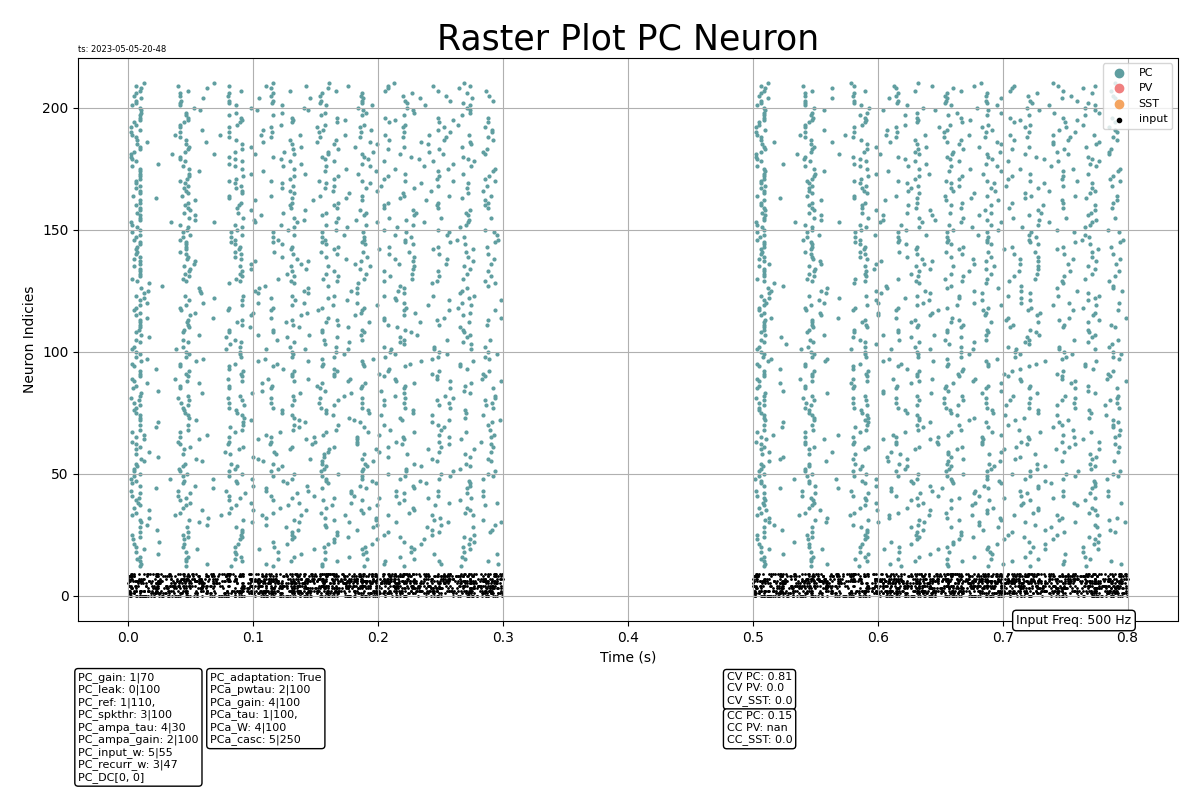 Raster Plot PC Neuron
ts: 2023-05-05-20-48
PC
PV
SST
input
200
150
100
50
0
Neuron Indicies
0.0 0.1 0.2 0.3 0.4 0.5 0.6 0.7 0.8
Input Freq: 500 Hz
Time (s)
PC_gain: 1|70
PC_leak: 0|100
PC_ref: 1|110,
PC_spkthr: 3|100
PC_ampa_tau: 4|30
PC_ampa_gain: 2|100
PC_input_w: 5|55
PC_recurr_w: 3|47
PC_DC[0, 0]
PC_adaptation: True
PCa_pwtau: 2|100
PCa_gain: 4|100
PCa_tau: 1|100,
PCa_W: 4|100
PCa_casc: 5|250
CV PC: 0.81
CV PV: 0.0
CV_SST: 0.0
CC PC: 0.15
CC PV: nan
CC_SST: 0.0